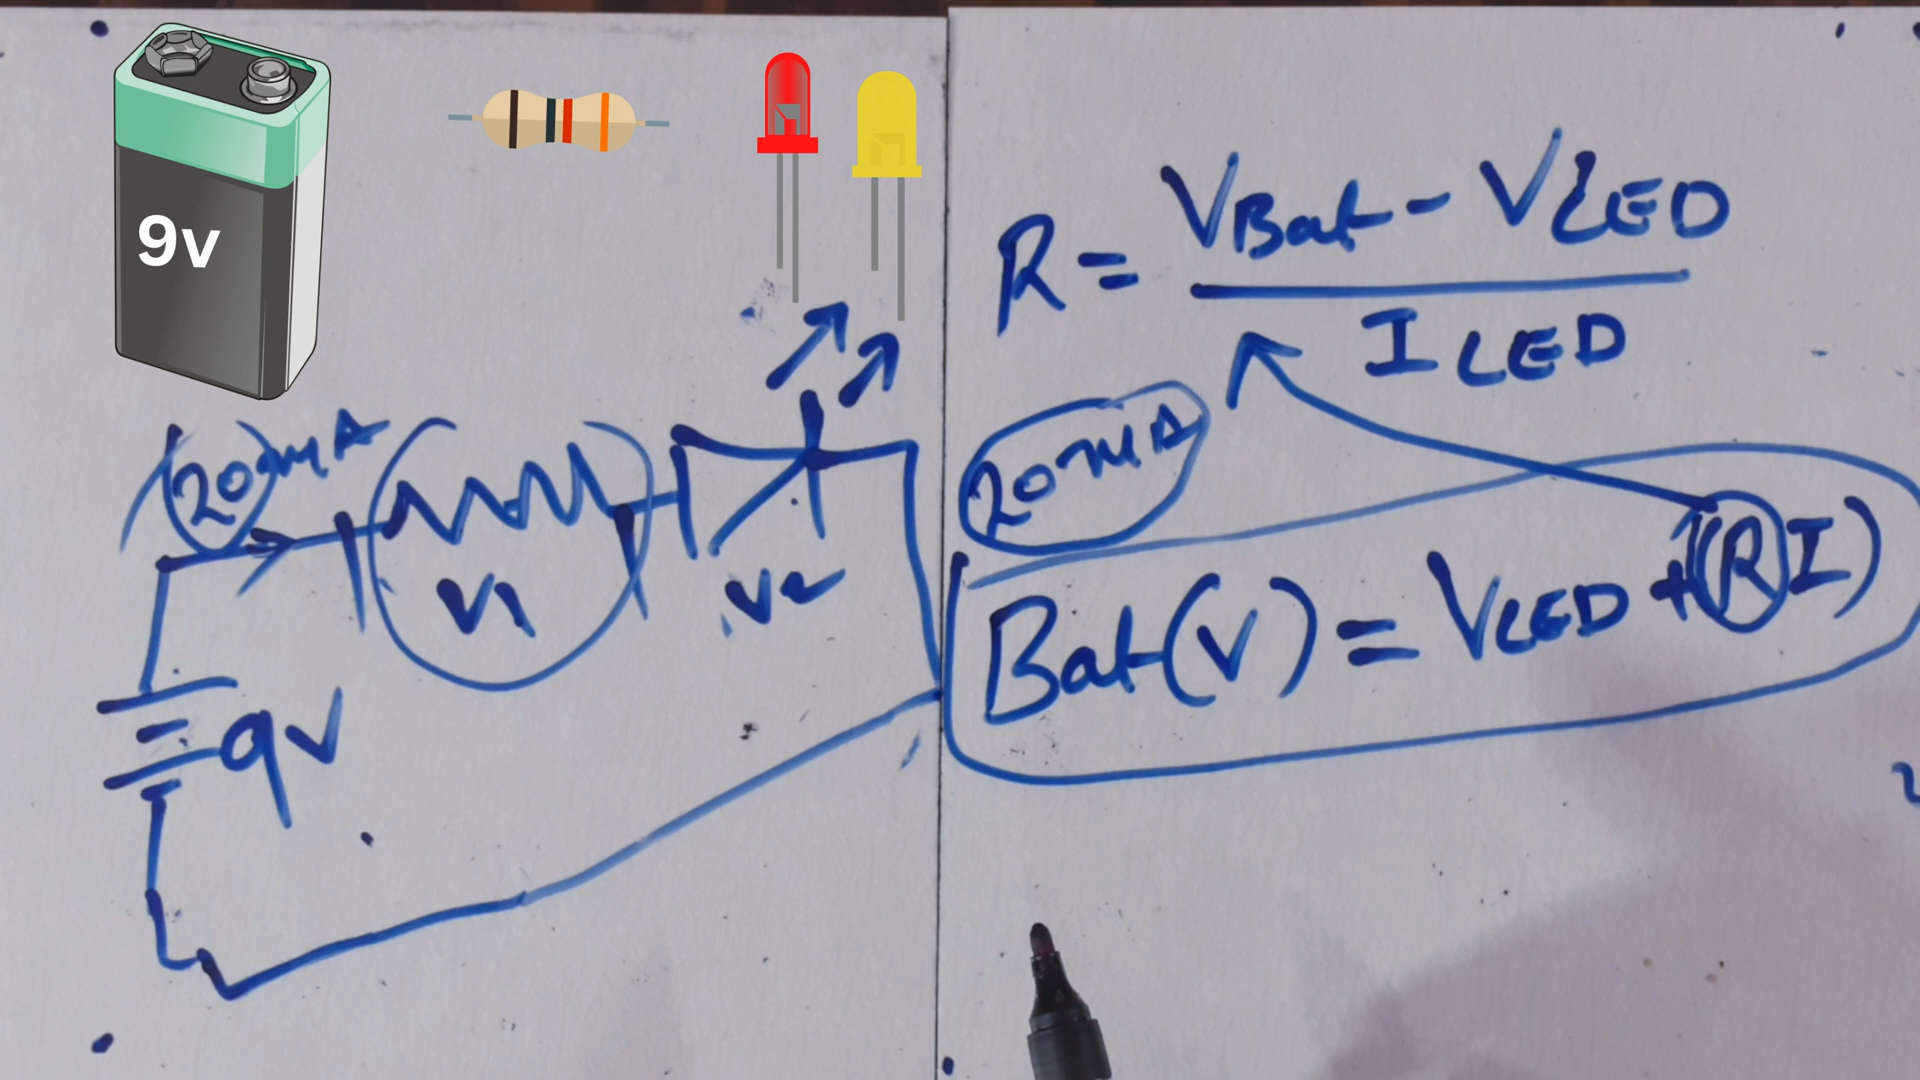 9v
20mA
V1
V2
9V
R = VBat - VLED
ILED
20mA
Bat(V) = VLED + (RI)